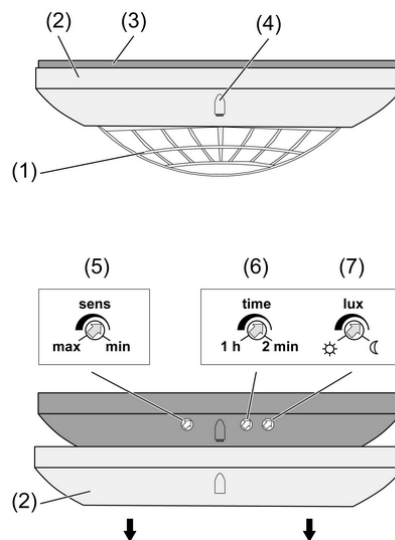 (3)
(2) (4)
(1)
(5) (6) (7)
sens time lux
max min 1 h 2 min
(2)